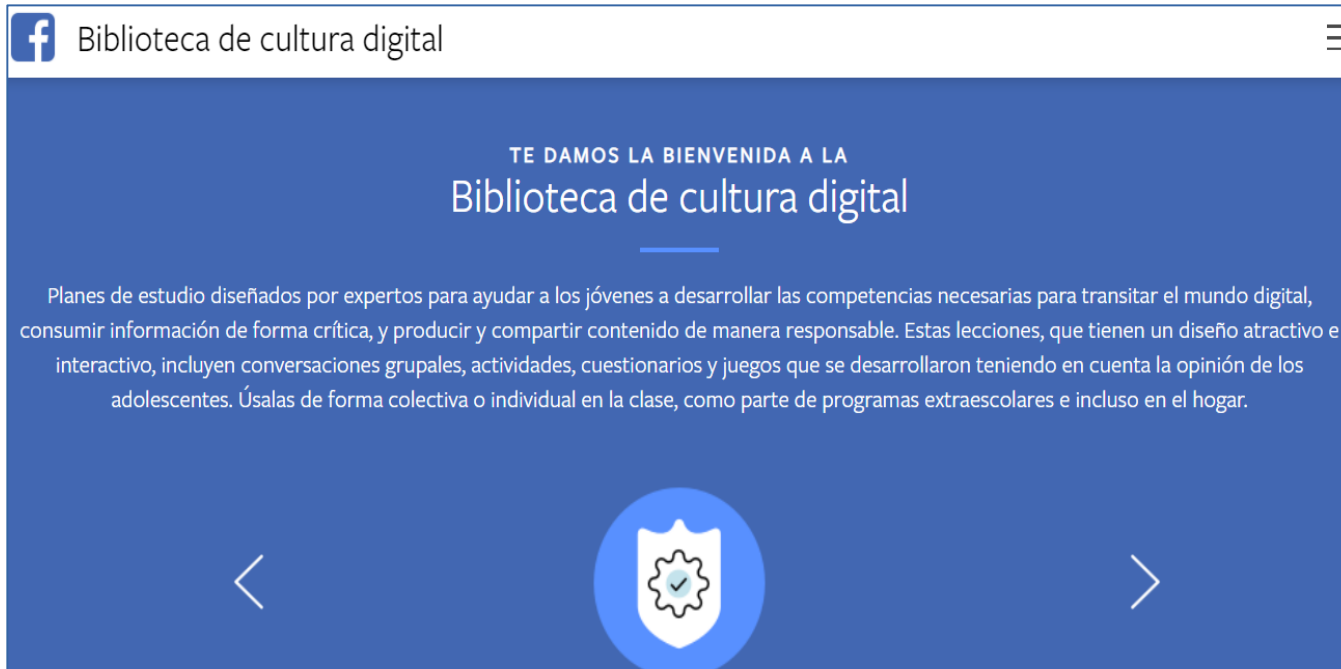 Biblioteca de cultura digital
TE DAMOS LA BIENVENIDA A LA
Biblioteca de cultura digital
Planes de estudio diseñados por expertos para ayudar a los jóvenes a desarrollar las competencias necesarias para transitar el mundo digital,
consumir información de forma crítica, y producir y compartir contenido de manera responsable. Estas lecciones, que tienen un diseño atractivo e
interactivo, incluyen conversaciones grupales, actividades, cuestionarios y juegos que se desarrollaron teniendo en cuenta la opinión de los
adolescentes. Úsalas de forma colectiva o individual en la clase, como parte de programas extraescolares e incluso en el hogar.